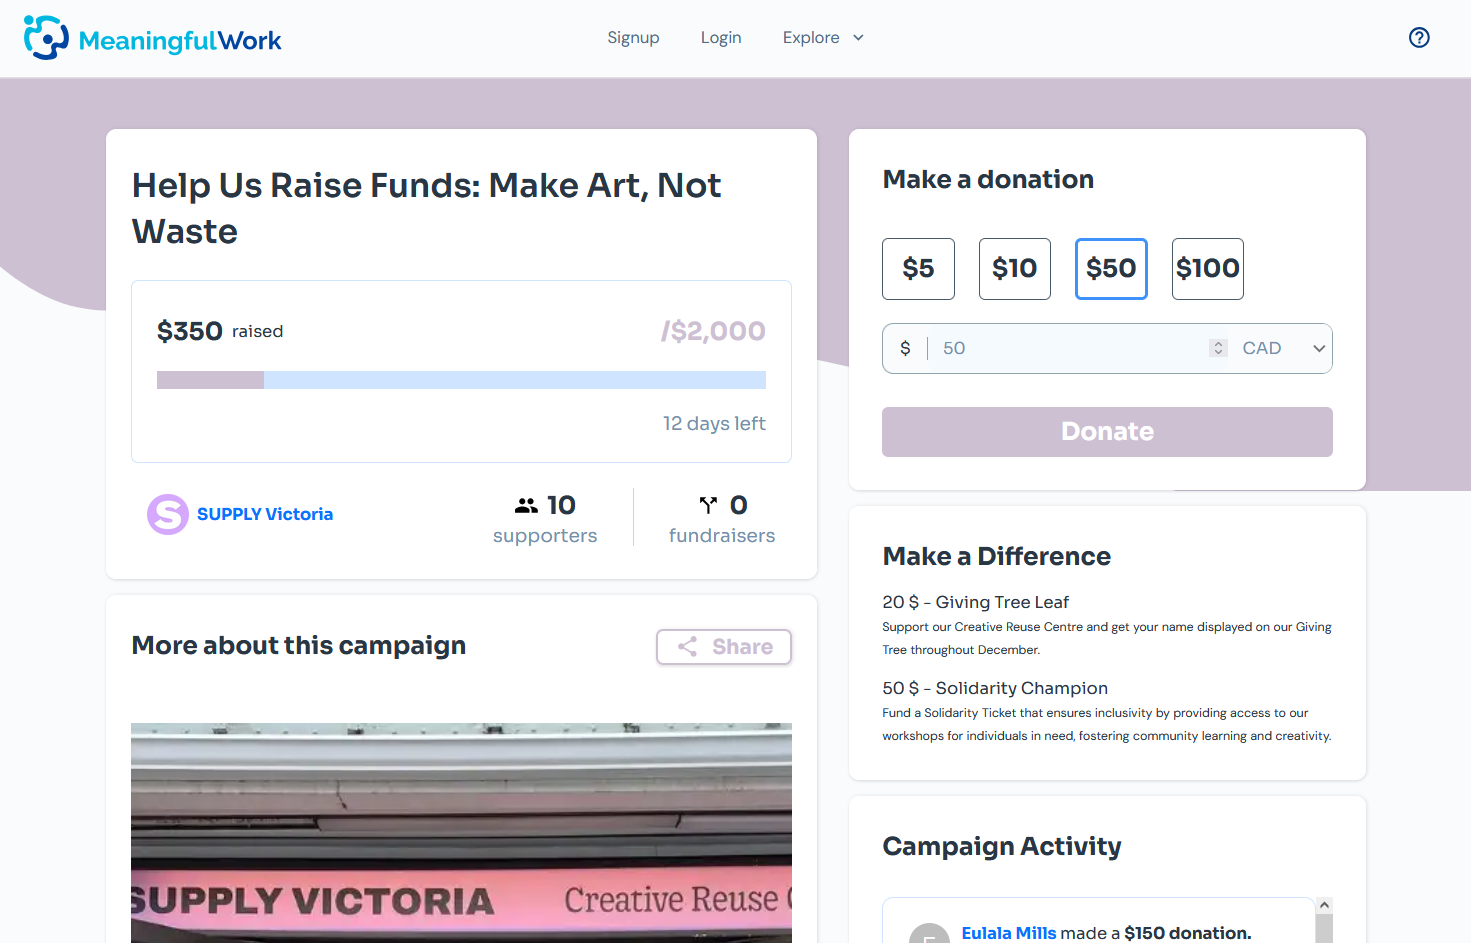 MeaningfulWork
Signup
Login
Explore
Help Us Raise Funds: Make Art, Not
Waste
$350 raised
/$2,000
12 days left
S
SUPPLY Victoria
10
supporters
0
fundraisers
More about this campaign
Share
SUPPLY VICTORIA
Creative Reuse
Make a donation
$5
$10
$50
$100
$
50
CAD
Donate
Make a Difference
20 $ - Giving Tree Leaf
Support our Creative Reuse Centre and get your name displayed on our Giving
Tree throughout December.
50 $ - Solidarity Champion
Fund a Solidarity Ticket that ensures inclusivity by providing access to our
workshops for individuals in need, fostering community learning and creativity.
Campaign Activity
Eulala Mills made a $150 donation.